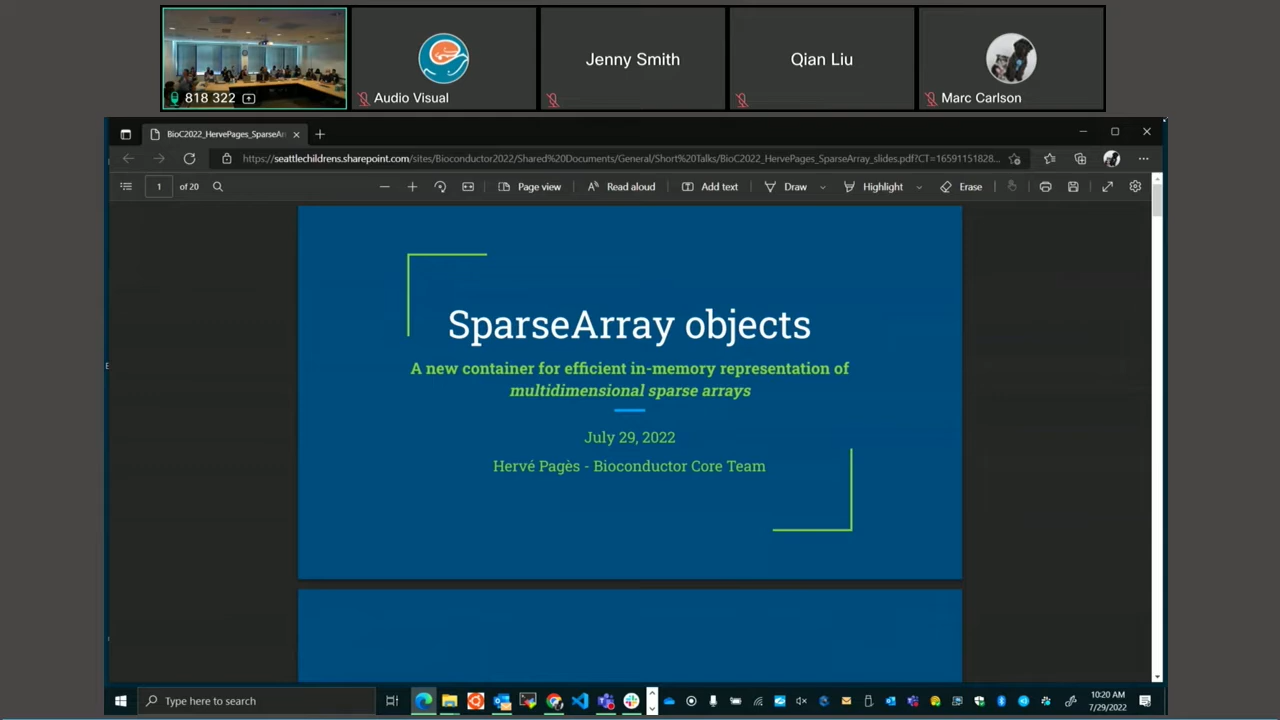 Jenny Smith
Qian Liu
818 322
Audio Visual
Marc Carlson
BioC2022_HervePages_SparseAr
https://seattlechildrens.sharepoint.com/sites/Bioconductor2022/Shared%20Documents/General/Short%20Talks/BioC2022_HervePages_SparseArray_slides.pdf?CT=16591151828...
1 of 20
Page view
Read aloud
Add text
Draw
Highlight
Erase
SparseArray objects
A new container for efficient in-memory representation of
multidimensional sparse arrays
July 29, 2022
Hervé Pagès - Bioconductor Core Team
Type here to search
10:20 AM
7/29/2022